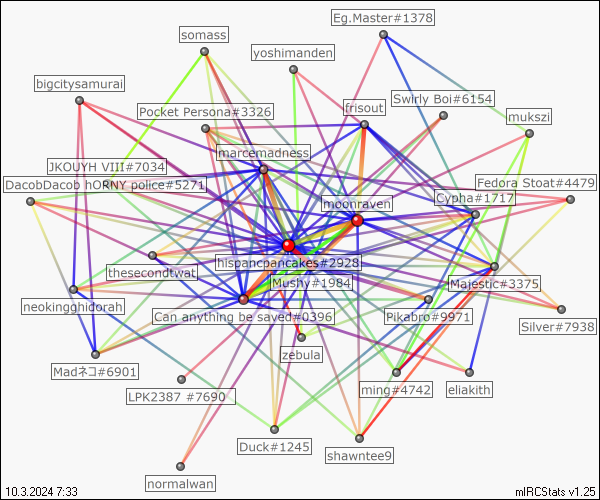 Eg.Master#1378
somass
yoshimanden
bigcitysamurai
Swirly Boi#6154
Pocket Persona#3326
frisout
mukszi
marcemadness
JKOUYH VIII#7034
DacobDacob hORNY police#5271
Fedora Stoat#4479
Cypha#1717
moonraven
hispancpancakes#2928
thesecondtwat
Mushy#1984
Majestic#3375
neokingghidorah
Can anything be saved#0396
Pikabro#9971
Silver#7938
zebula
Madネコ#6901
ming#4742
eliakith
LPK2387 #7690
Duck#1245
shawntee9
normalwan
10.3.2024 7:33
mIRCStats v1.25